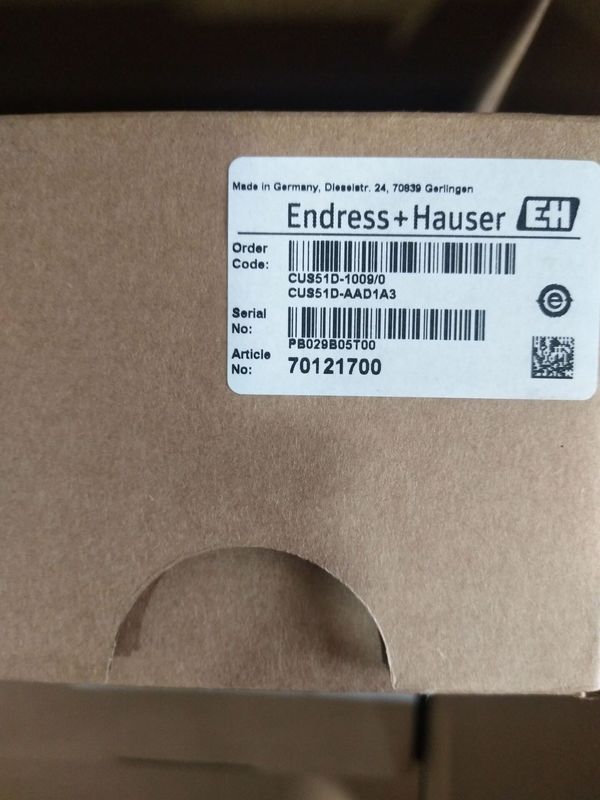 Made in Germany, Dieselstr. 24, 70839 Gerlingen
Endress+Hauser EH
Order Code: CUS51D-1009/0
CUS51D-AAD1A3
Serial No: PB029B05T00
Article No: 70121700
e